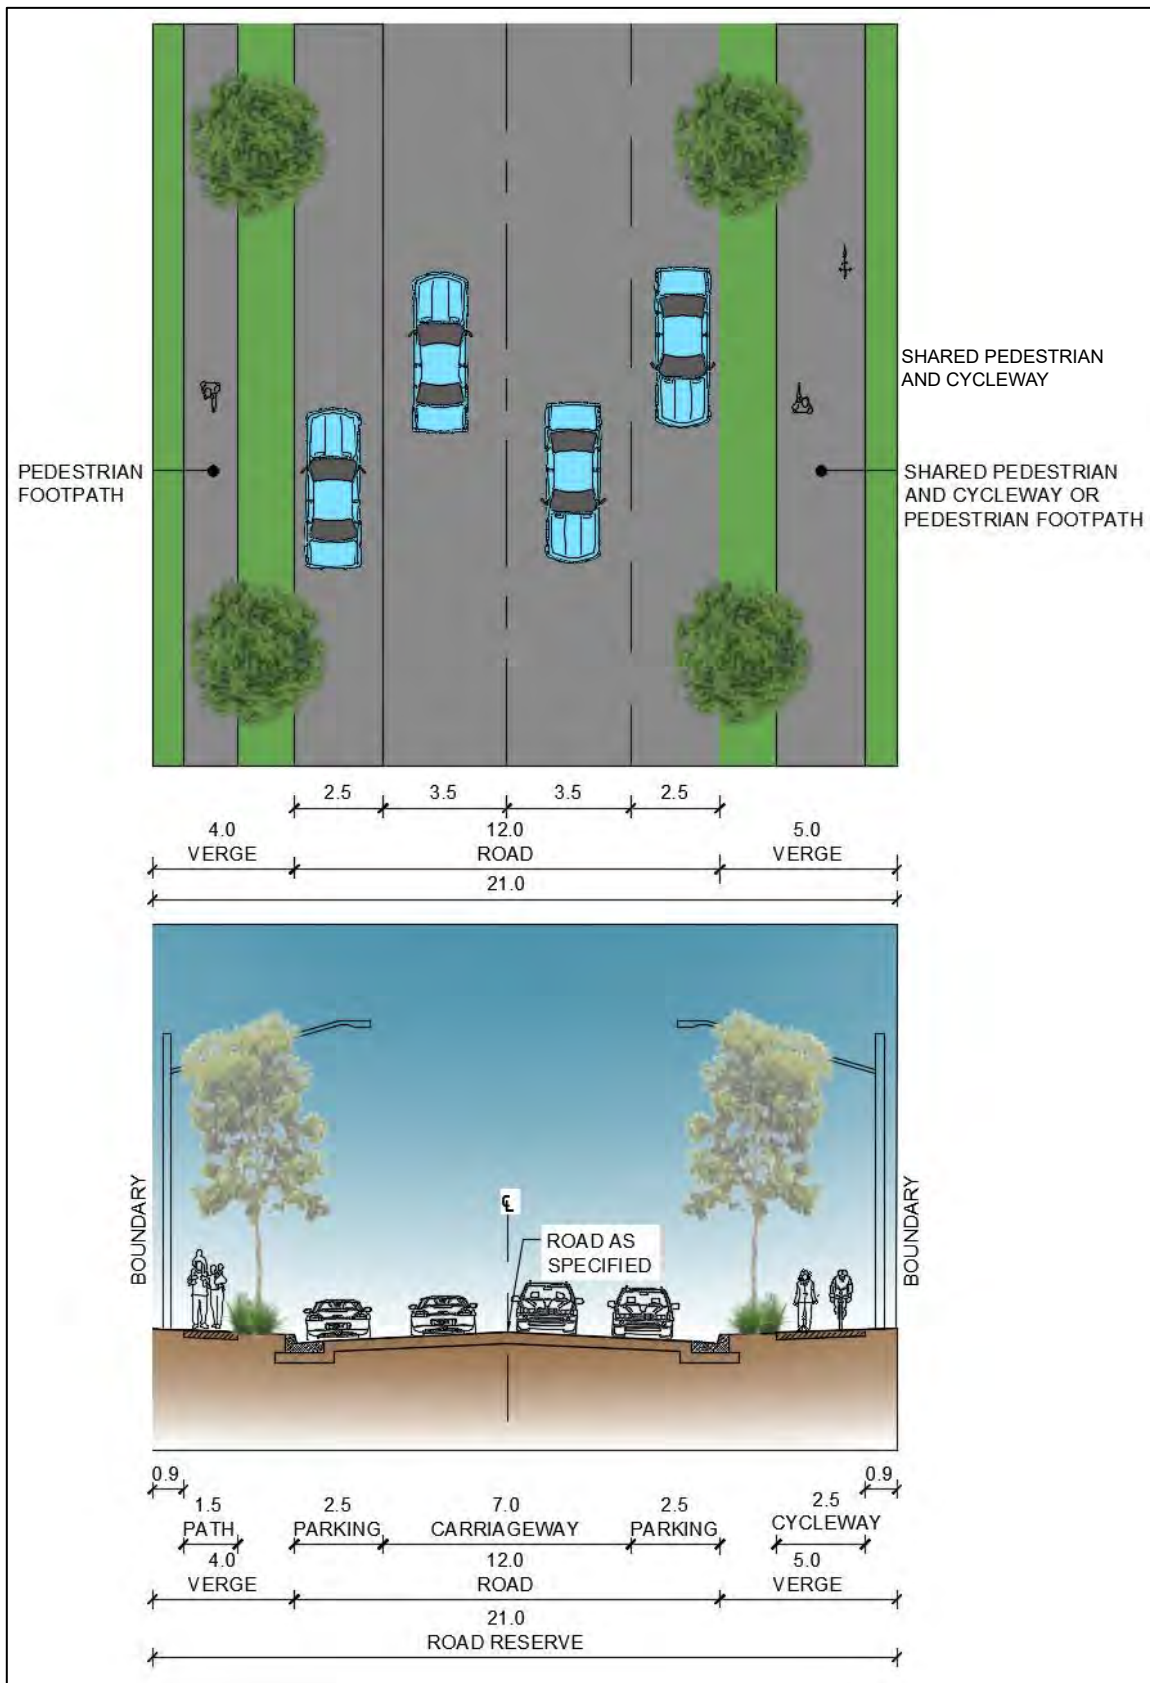 SHARED PEDESTRIAN
AND CYCLEWAY
PEDESTRIAN
FOOTPATH
SHARED PEDESTRIAN
AND CYCLEWAY OR
PEDESTRIAN FOOTPATH
2.5 3.5 3.5 2.5
4.0 12.0 5.0
VERGE ROAD VERGE
21.0
BOUNDARY
℄
ROAD AS
SPECIFIED
BOUNDARY
0.9 0.9
1.5 2.5 7.0 2.5 2.5
PATH PARKING CARRIAGEWAY PARKING CYCLEWAY
4.0 12.0 5.0
VERGE ROAD VERGE
21.0
ROAD RESERVE